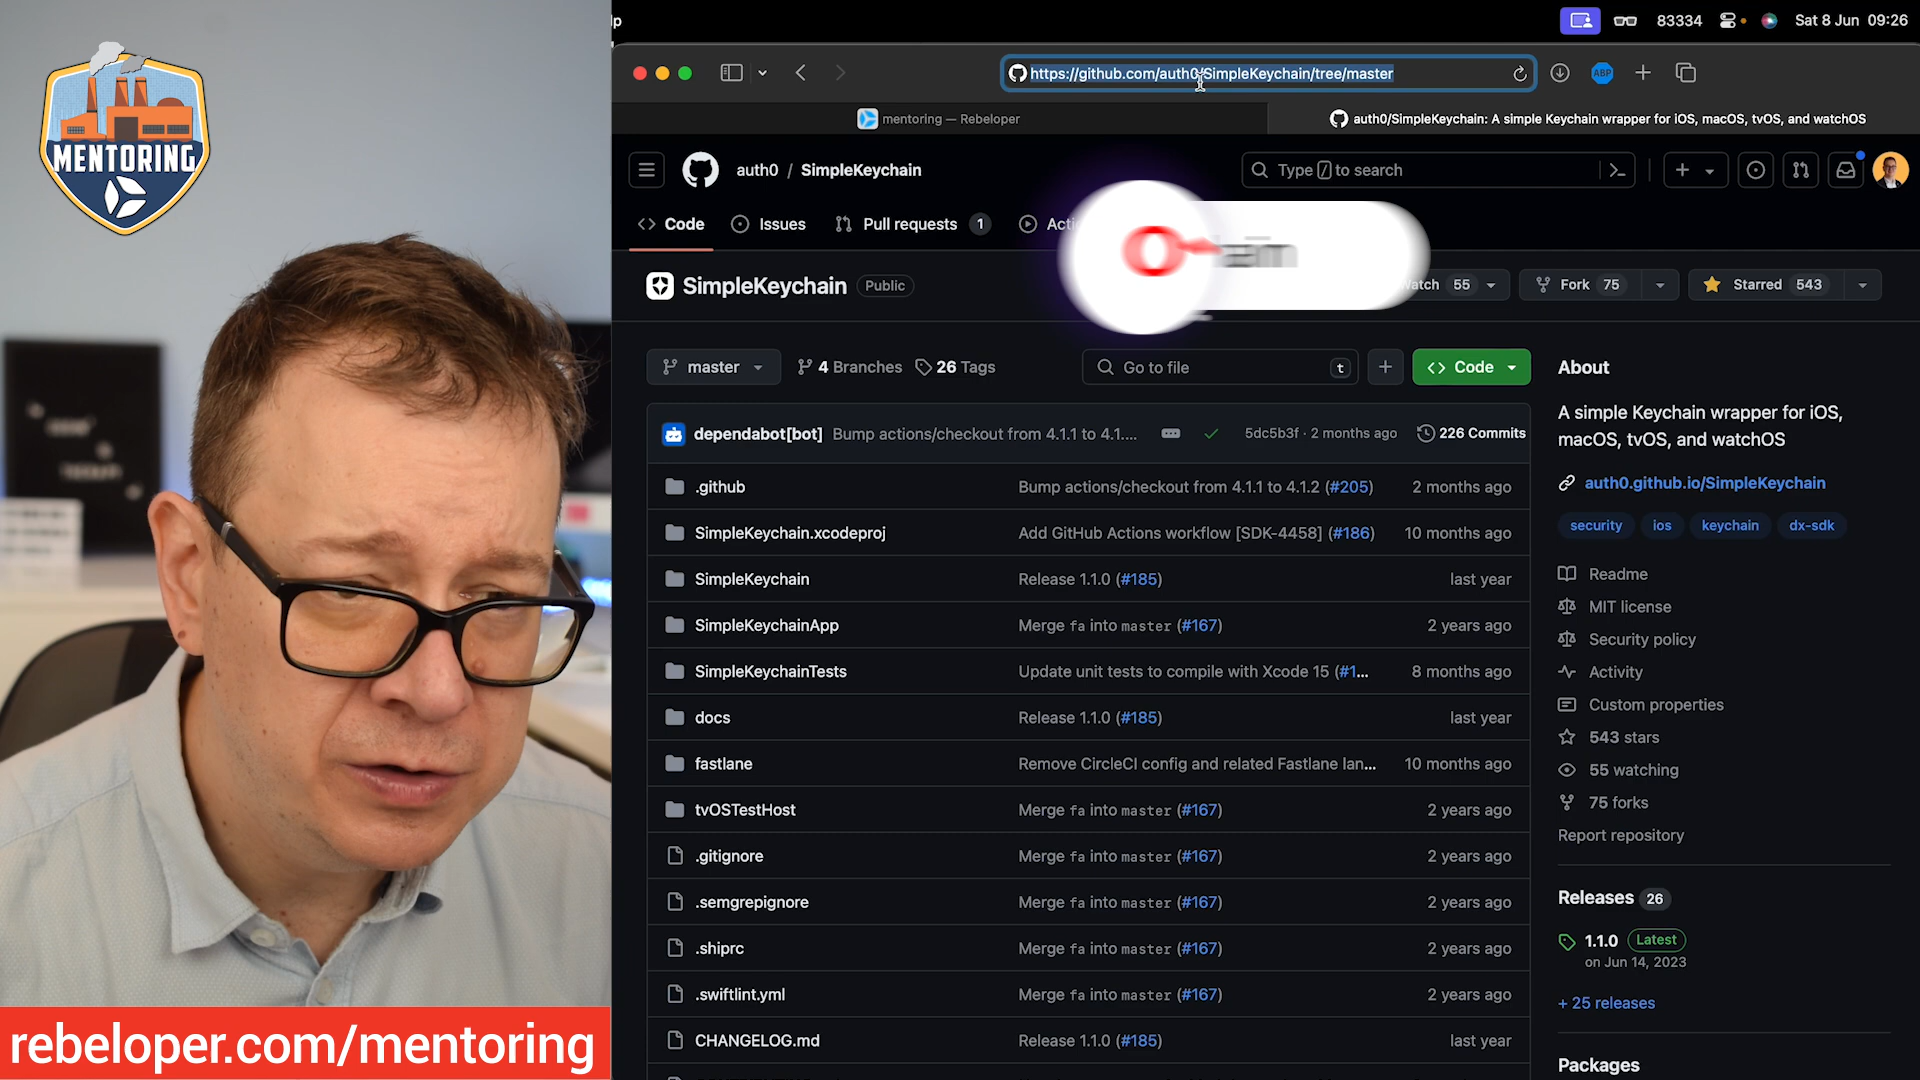 MENTORING
83334
Sat 8 Jun 09:26
https://github.com/auth0/SimpleKeychain/tree/master
ABP
mentoring — Rebeloper
auth0/SimpleKeychain: A simple Keychain wrapper for iOS, macOS, tvOS, and watchOS
auth0 / SimpleKeychain
Type / to search
Code
Issues
Pull requests 1
SimpleKeychain
Public
55
Fork 75
Starred 543
master
4 Branches
26 Tags
Go to file
t
Code
dependabot[bot] Bump actions/checkout from 4.1.1 to 4.1....
5dc5b3f · 2 months ago
226 Commits
.github Bump actions/checkout from 4.1.1 to 4.1.2 (#205) 2 months ago
SimpleKeychain.xcodeproj Add GitHub Actions workflow [SDK-4458] (#186) 10 months ago
SimpleKeychain Release 1.1.0 (#185) last year
SimpleKeychainApp Merge fa into master (#167) 2 years ago
SimpleKeychainTests Update unit tests to compile with Xcode 15 (#1... 8 months ago
docs Release 1.1.0 (#185) last year
fastlane Remove CircleCI config and related Fastlane lan... 10 months ago
tvOSTestHost Merge fa into master (#167) 2 years ago
.gitignore Merge fa into master (#167) 2 years ago
.semgrepignore Merge fa into master (#167) 2 years ago
.shiprc Merge fa into master (#167) 2 years ago
.swiftlint.yml Merge fa into master (#167) 2 years ago
CHANGELOG.md Release 1.1.0 (#185) last year
About
A simple Keychain wrapper for iOS,
macOS, tvOS, and watchOS
auth0.github.io/SimpleKeychain
security ios keychain dx-sdk
Readme
MIT license
Security policy
Activity
Custom properties
543 stars
55 watching
75 forks
Report repository
Releases 26
1.1.0 Latest
on Jun 14, 2023
+ 25 releases
Packages
rebeloper.com/mentoring